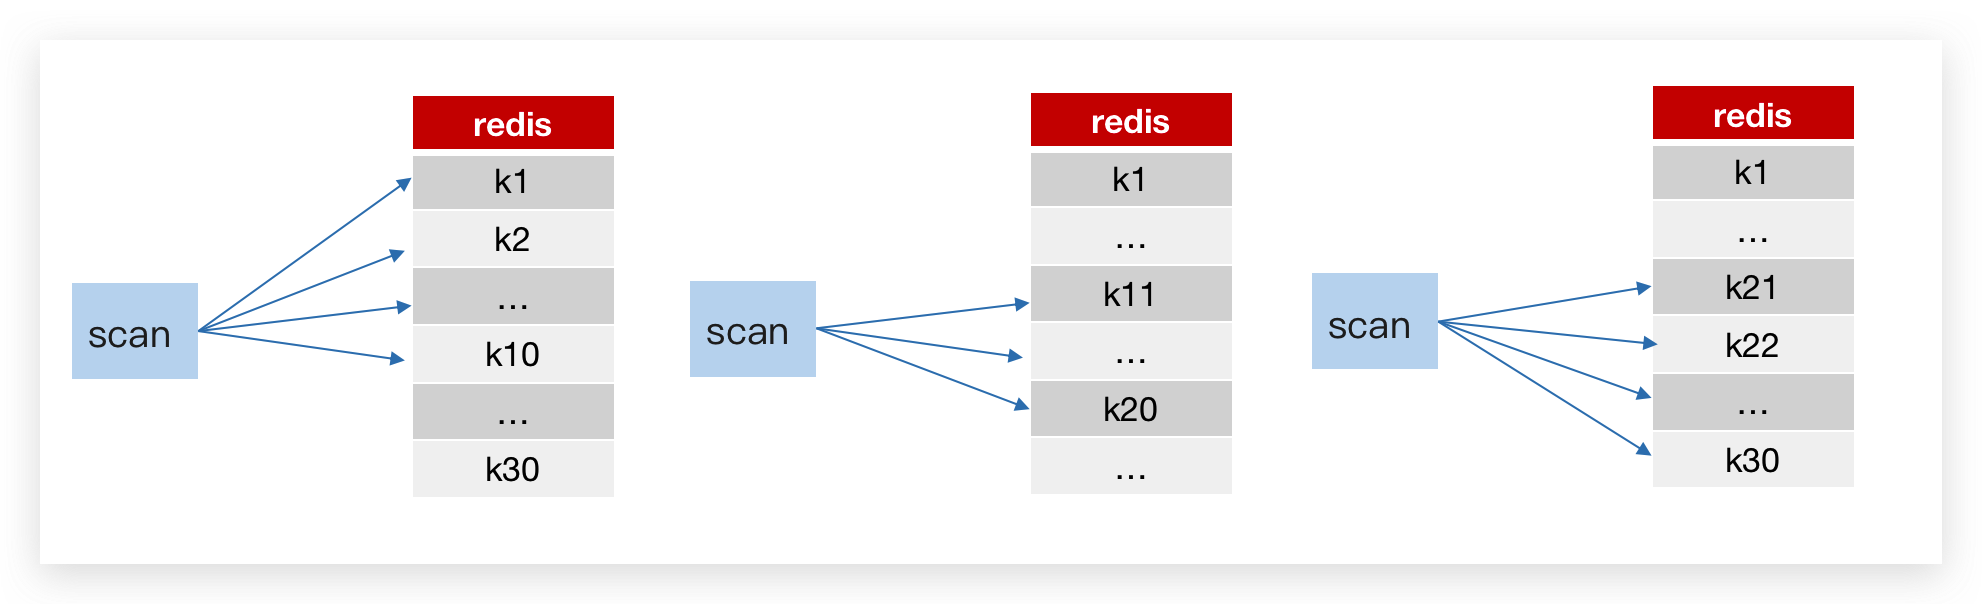 redis
k1
k2
...
k10
...
k30
scan
redis
k1
...
k11
...
k20
...
scan
redis
k1
...
k21
k22
...
k30
scan